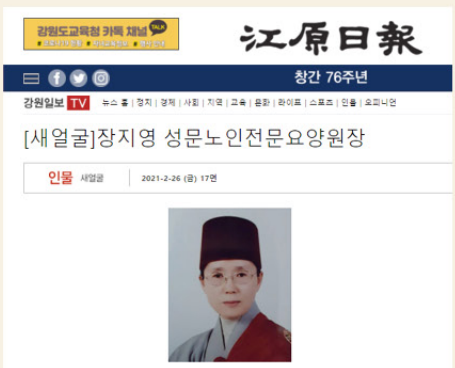 강원도교육청 카톡 채널
TALK
江原日報
창간 76주년
강원일보 TV 뉴스 홈 | 정치 | 경제 | 사회 | 지역 | 교육 | 문화 | 라이프 | 스포츠 | 인물 | 오피니언
[새얼굴]장지영 성문노인전문요양원장
인물 새얼굴 2021-2-26 (금) 17면